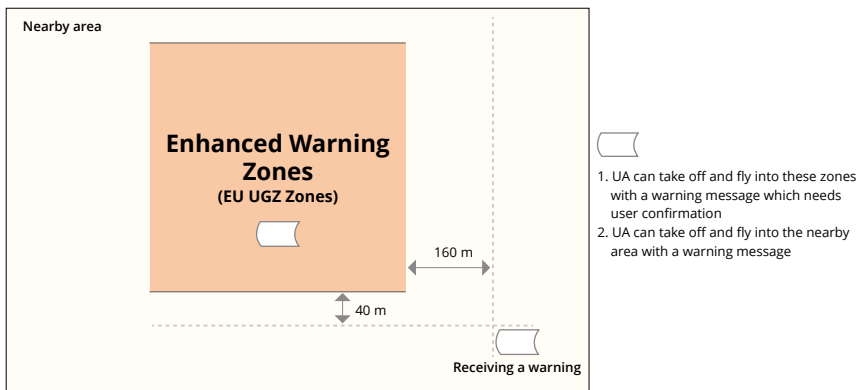 Nearby area
Enhanced Warning
Zones
(EU UGZ Zones)
160 m
40 m
Receiving a warning
1. UA can take off and fly into these zones
with a warning message which needs
user confirmation
2. UA can take off and fly into the nearby
area with a warning message